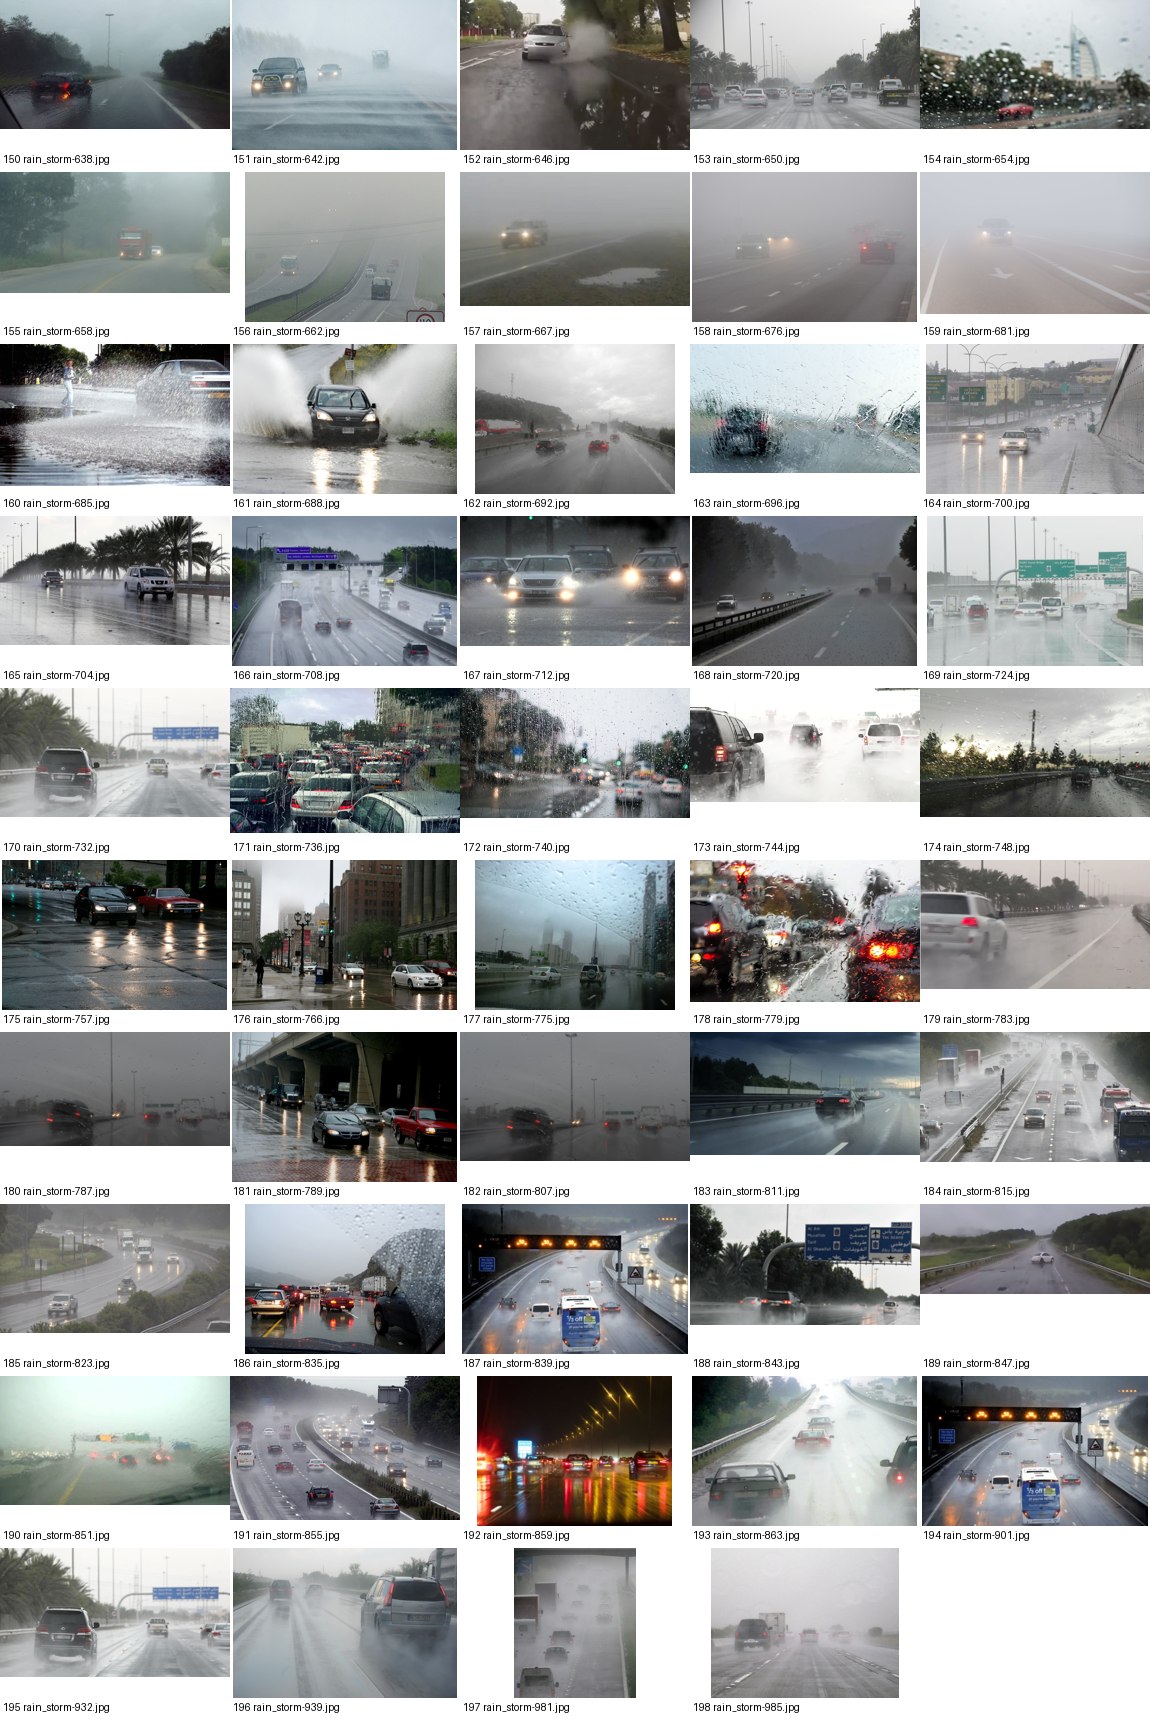 150 rain_storm-638.jpg
151 rain_storm-642.jpg
152 rain_storm-646.jpg
153 rain_storm-650.jpg
154 rain_storm-654.jpg
155 rain_storm-658.jpg
156 rain_storm-662.jpg
157 rain_storm-667.jpg
158 rain_storm-676.jpg
159 rain_storm-681.jpg
160 rain_storm-685.jpg
161 rain_storm-688.jpg
162 rain_storm-692.jpg
163 rain_storm-696.jpg
164 rain_storm-700.jpg
165 rain_storm-704.jpg
166 rain_storm-708.jpg
167 rain_storm-712.jpg
168 rain_storm-720.jpg
169 rain_storm-724.jpg
170 rain_storm-732.jpg
171 rain_storm-736.jpg
172 rain_storm-740.jpg
173 rain_storm-744.jpg
174 rain_storm-748.jpg
175 rain_storm-757.jpg
176 rain_storm-766.jpg
177 rain_storm-775.jpg
178 rain_storm-779.jpg
179 rain_storm-783.jpg
180 rain_storm-787.jpg
181 rain_storm-789.jpg
182 rain_storm-807.jpg
183 rain_storm-811.jpg
184 rain_storm-815.jpg
1/3 off
185 rain_storm-823.jpg
186 rain_storm-835.jpg
187 rain_storm-839.jpg
188 rain_storm-843.jpg
189 rain_storm-847.jpg
1/3 off
190 rain_storm-851.jpg
191 rain_storm-855.jpg
192 rain_storm-859.jpg
193 rain_storm-863.jpg
194 rain_storm-901.jpg
195 rain_storm-932.jpg
196 rain_storm-939.jpg
197 rain_storm-981.jpg
198 rain_storm-985.jpg